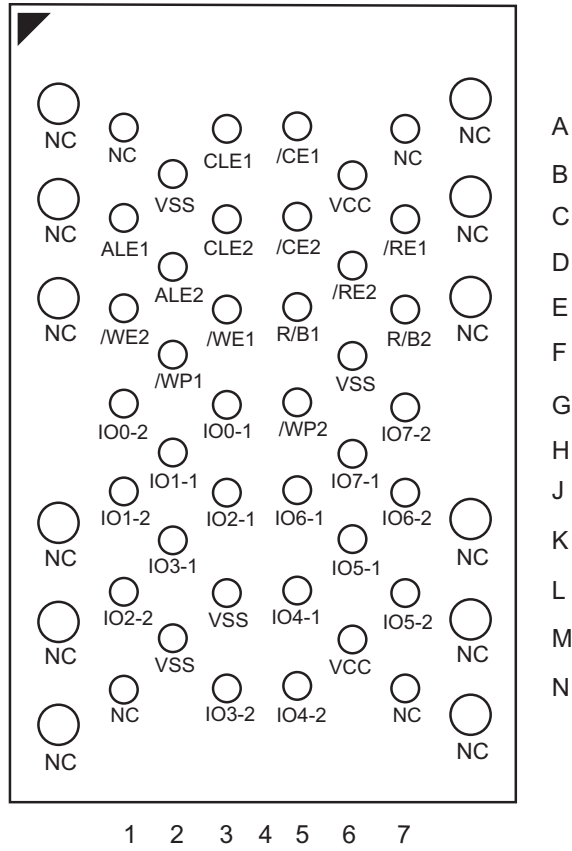 NC NC A
NC CLE1 /CE1 NC
B
VSS VCC
NC NC C
ALE1 CLE2 /CE2 /RE1
D
ALE2 /RE2
NC NC E
/WE2 /WE1 R/B1 R/B2
F
/WP1 VSS
G
IO0-2 IO0-1 /WP2 IO7-2
H
IO1-1 IO7-1
J
IO1-2 IO2-1 IO6-1 IO6-2
NC NC K
IO3-1 IO5-1
L
IO2-2 VSS IO4-1 IO5-2
NC NC M
VSS VCC
N
NC IO3-2 IO4-2 NC
NC NC
1 2 3 4 5 6 7